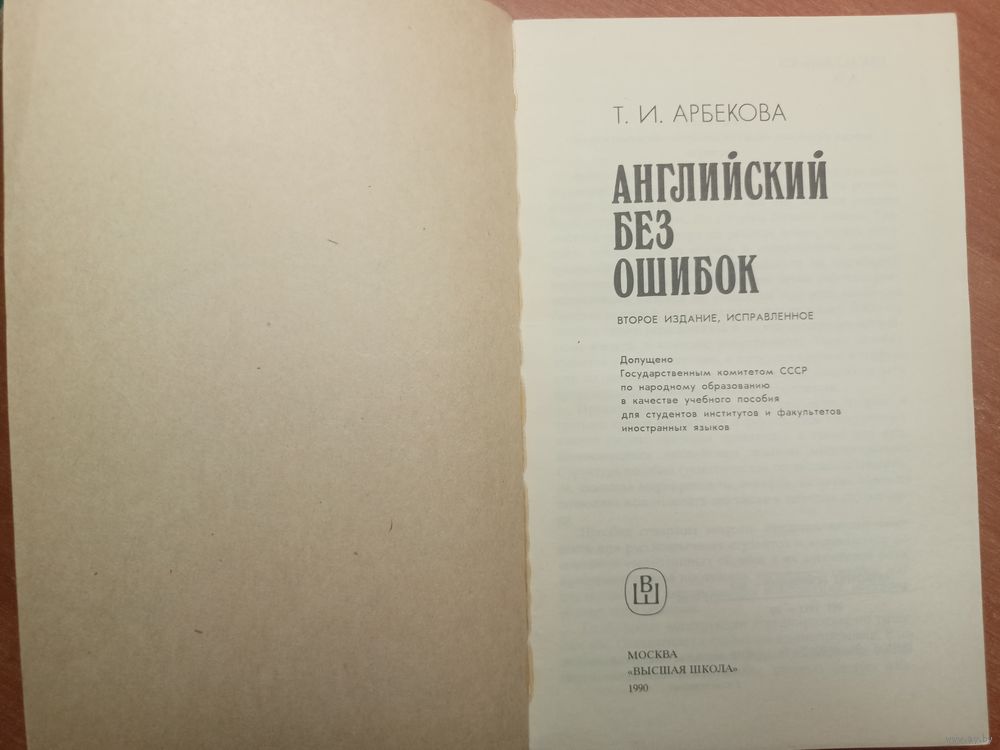 Т. И. АРБЕКОВА
АНГЛИЙСКИЙ
БЕЗ
ОШИБОК
ВТОРОЕ ИЗДАНИЕ, ИСПРАВЛЕННОЕ
Допущено
Государственным комитетом СССР
по народному образованию
в качестве учебного пособия
для студентов институтов и факультетов
иностранных языков
ВШ
МОСКВА
«ВЫСШАЯ ШКОЛА»
1990